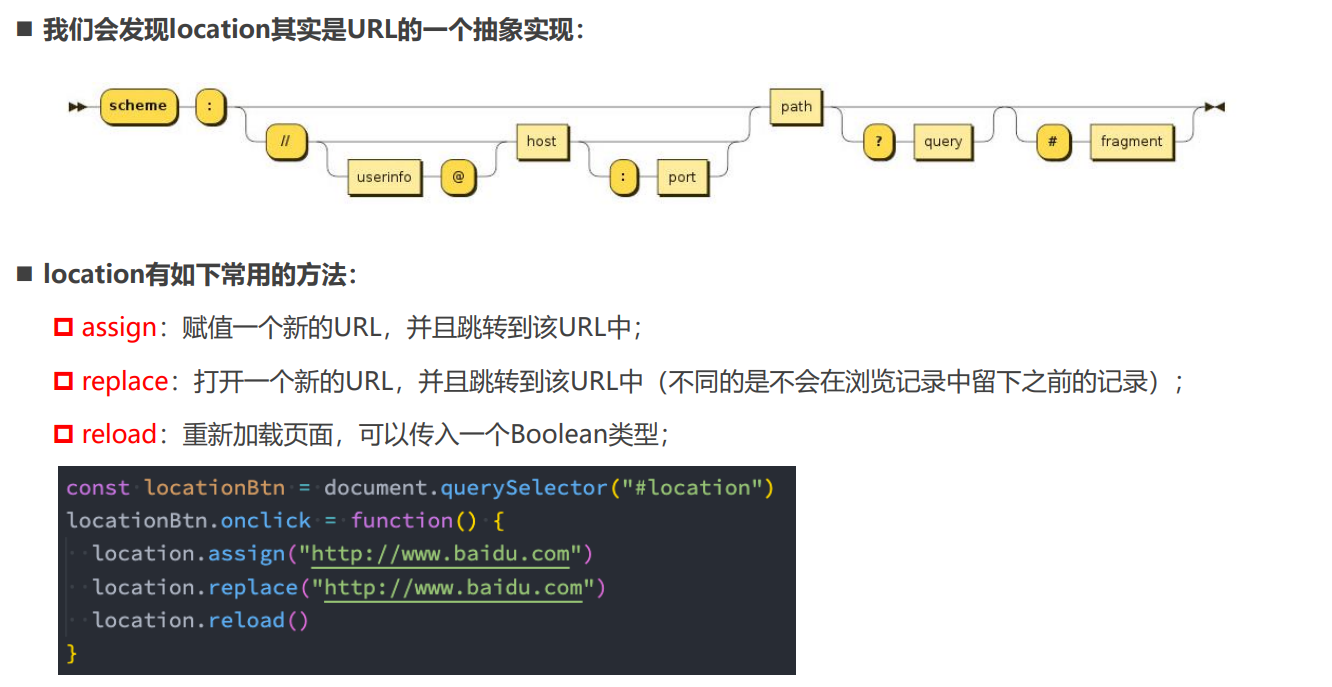 ■ 我们会发现location其实是URL的一个抽象实现：
scheme : // userinfo @ host : port path ? query # fragment
■ location有如下常用的方法：
assign：赋值一个新的URL，并且跳转到该URL中；
replace：打开一个新的URL，并且跳转到该URL中（不同的是不会在浏览记录中留下之前的记录）；
reload：重新加载页面，可以传入一个Boolean类型；
const locationBtn = document.querySelector("#location")
locationBtn.onclick = function() {
  location.assign("http://www.baidu.com")
  location.replace("http://www.baidu.com")
  location.reload()
}